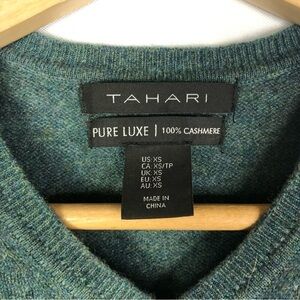 TAHARI
PURE LUXE | 100% CASHMERE
US: XS
CA: XS/TP
UK: XS
EU: XS
AU: XS
MADE IN
CHINA